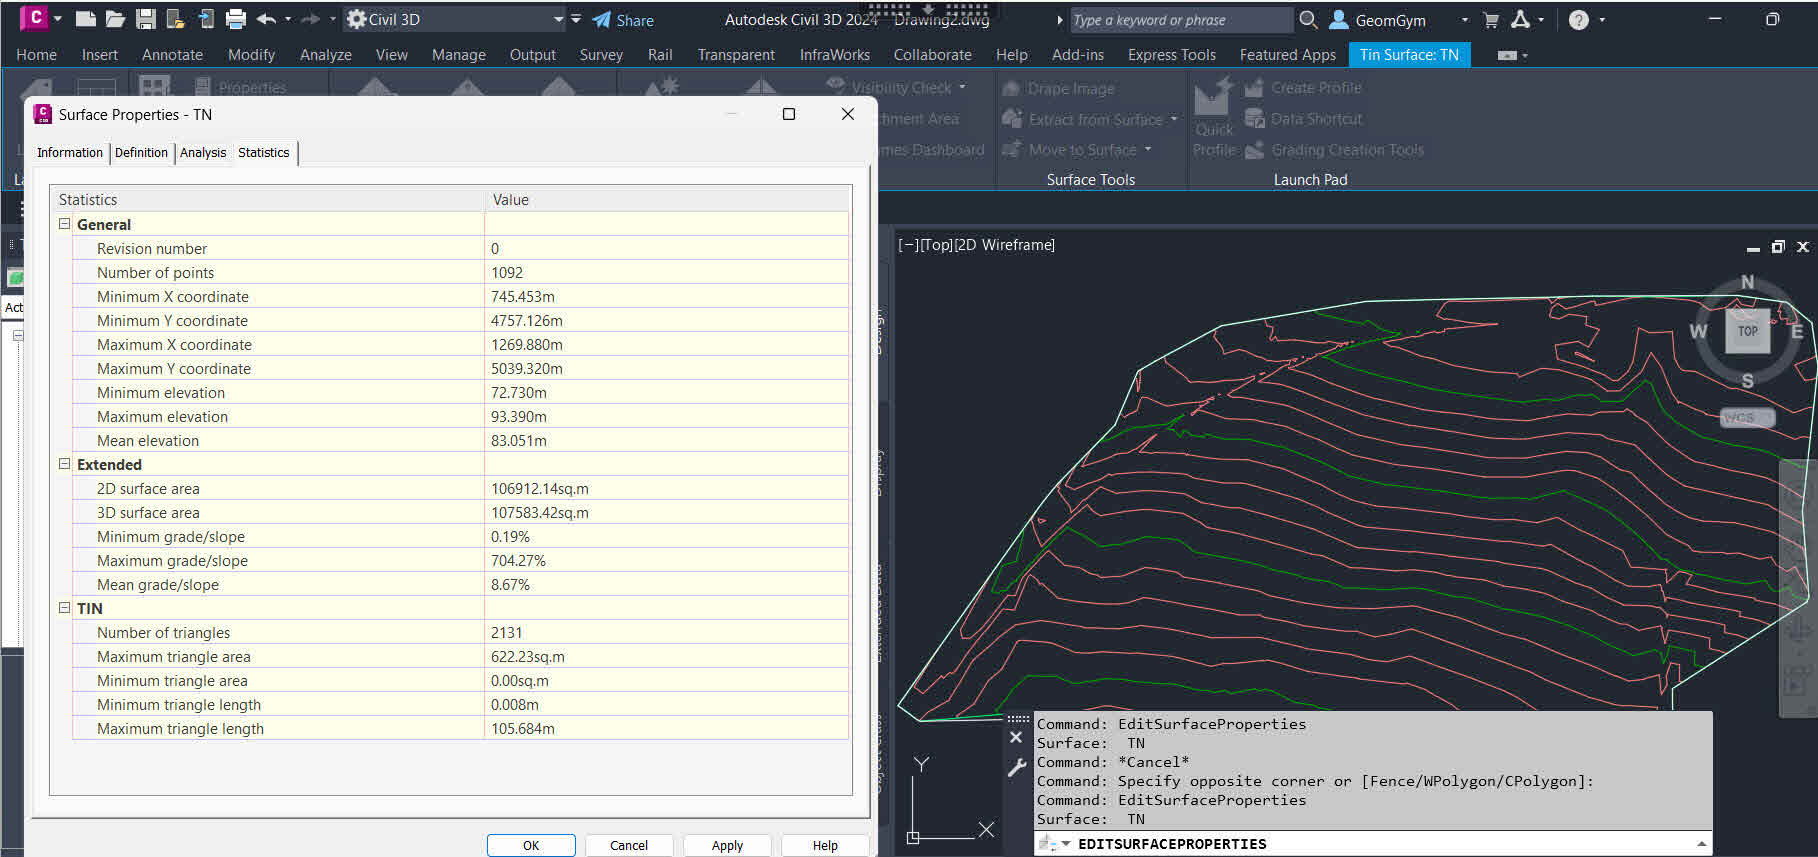 C Civil 3D Share Autodesk Civil 3D 2024 Drawing2.dwg Type a keyword or phrase GeomGym
Home Insert Annotate Modify Analyze View Manage Output Survey Rail Transparent InfraWorks Collaborate Help Add-ins Express Tools Featured Apps Tin Surface: TN
Properties Visibility Check Drape Image Create Profile
chment Area Extract from Surface Quick Data Shortcut
mes Dashboard Move to Surface Profile Grading Creation Tools
Surface Tools Launch Pad
Surface Properties - TN
Information Definition Analysis Statistics
Statistics Value
General
Revision number 0
Number of points 1092
Minimum X coordinate 745.453m
Minimum Y coordinate 4757.126m
Maximum X coordinate 1269.880m
Maximum Y coordinate 5039.320m
Minimum elevation 72.730m
Maximum elevation 93.390m
Mean elevation 83.051m
Extended
2D surface area 106912.14sq.m
3D surface area 107583.42sq.m
Minimum grade/slope 0.19%
Maximum grade/slope 704.27%
Mean grade/slope 8.67%
TIN
Number of triangles 2131
Maximum triangle area 622.23sq.m
Minimum triangle area 0.00sq.m
Minimum triangle length 0.008m
Maximum triangle length 105.684m
OK Cancel Apply Help
Act
[−][Top][2D Wireframe]
N
W TOP E
S
WCS
Y
X
Command: EditSurfaceProperties
Surface: TN
Command: *Cancel*
Command: Specify opposite corner or [Fence/WPolygon/CPolygon]:
Command: EditSurfaceProperties
Surface: TN
EDITSURFACEPROPERTIES